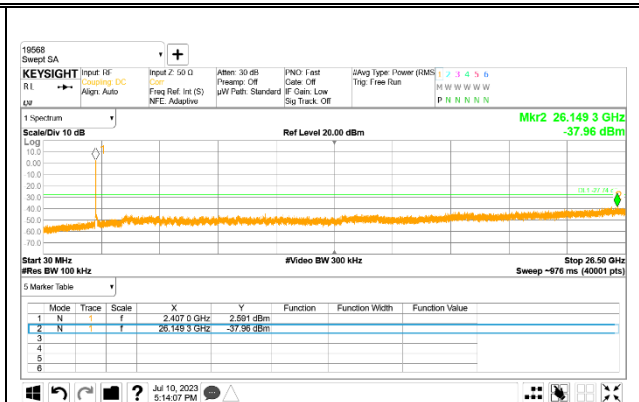 19568
Swept SA
KEYSIGHT Input: RF Input Z: 50 Ω Atten: 30 dB PNO: Fast #Avg Type: Power (RMS 1 2 3 4 5 6
R L Coupling: DC Corr Preamp: Off Gate: Off Trig: Free Run M W W W W W
Align: Auto Freq Ref: Int (S) µW Path: Standard IF Gain: Low P N N N N N
NFE: Adaptive Sig Track: Off
1 Spectrum
Mkr2 26.149 3 GHz
Scale/Div 10 dB Ref Level 20.00 dBm -37.96 dBm
Log
10.0
0.00
10.0
20.0
30.0
40.0
50.0
60.0
-70.0
1
Start 30 MHz #Video BW 300 kHz Stop 26.50 GHz
#Res BW 100 kHz Sweep ~976 ms (40001 pts)
5 Marker Table
Mode Trace Scale X Y Function Function Width Function Value
1 N 1 f 2.407 0 GHz 2.591 dBm
2 N 1 f 26.149 3 GHz -37.96 dBm
3
4
5
6
Jul 10, 2023
5:14:07 PM